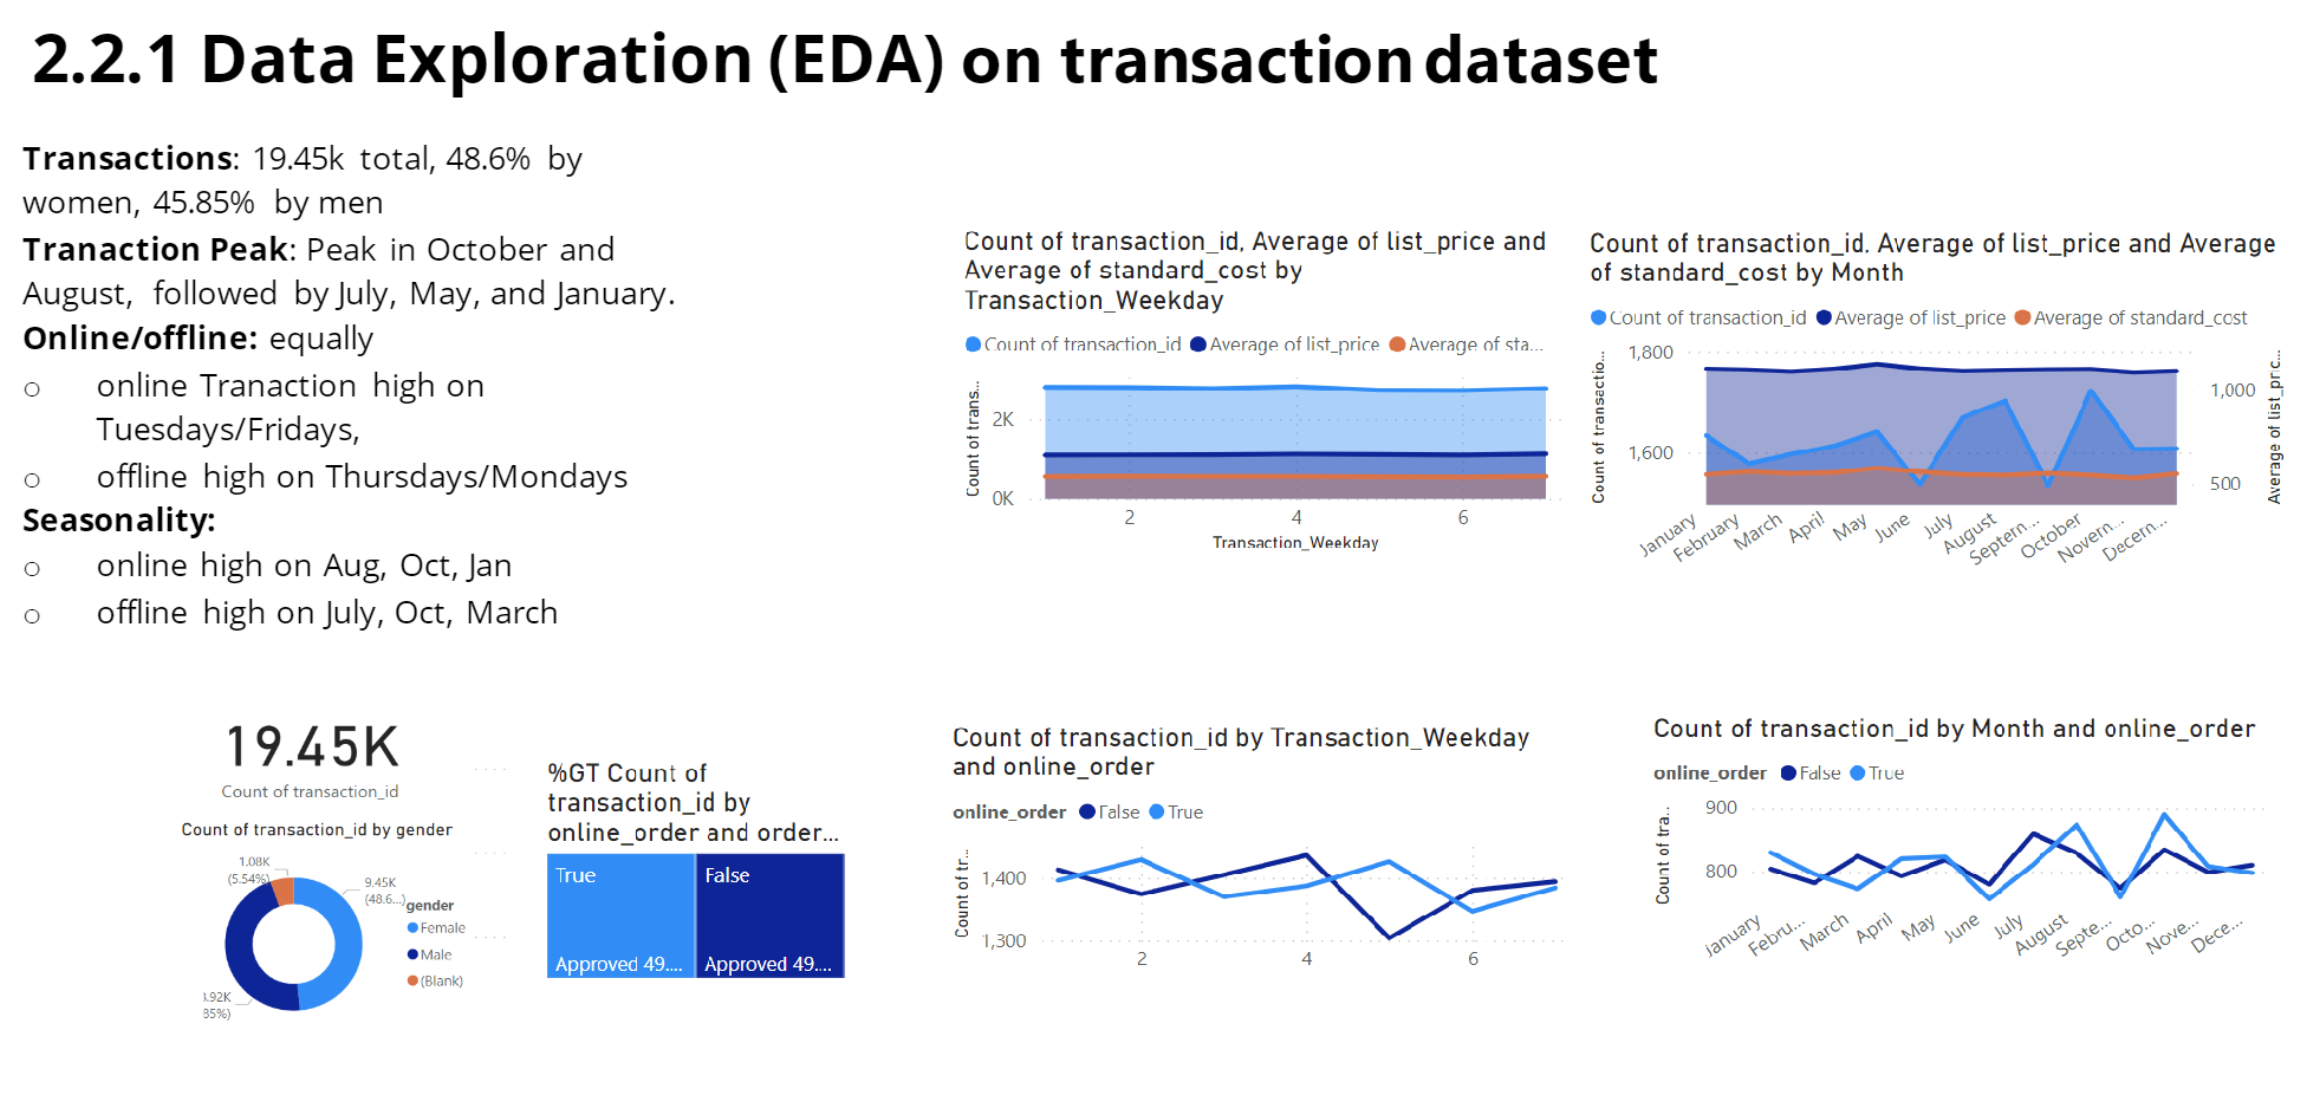 2.2.1 Data Exploration (EDA) on transaction dataset
Transactions: 19.45k total, 48.6% by
women, 45.85% by men
Tranaction Peak: Peak in October and
August, followed by July, May, and January.
Online/offline: equally
o online Tranaction high on
Tuesdays/Fridays,
o offline high on Thursdays/Mondays
Seasonality:
o online high on Aug, Oct, Jan
o offline high on July, Oct, March
Count of transaction_id, Average of list_price and
Average of standard_cost by
Transaction_Weekday
Count of transaction_id Average of list_price Average of sta...
Count of trans...
2K
0K
2 4 6
Transaction_Weekday
Count of transaction_id, Average of list_price and Average
of standard_cost by Month
Count of transaction_id Average of list_price Average of standard_cost
Count of transactio...
1,800
1,600
1,000
500
Average of list_pric...
January February March April May June July August Septem... October Novem... Decem...
19.45K
Count of transaction_id
Count of transaction_id by gender
1.08K
(5.54%)
9.45K
(48.6...)
gender
Female
Male
(Blank)
.92K
85%)
%GT Count of
transaction_id by
online_order and order...
True False
Approved 49.... Approved 49....
Count of transaction_id by Transaction_Weekday
and online_order
online_order False True
Count of tr...
1,400
1,300
2 4 6
Count of transaction_id by Month and online_order
online_order False True
Count of tra...
900
800
January Febru... March April May June July August Septe... Octo... Nove... Dece...